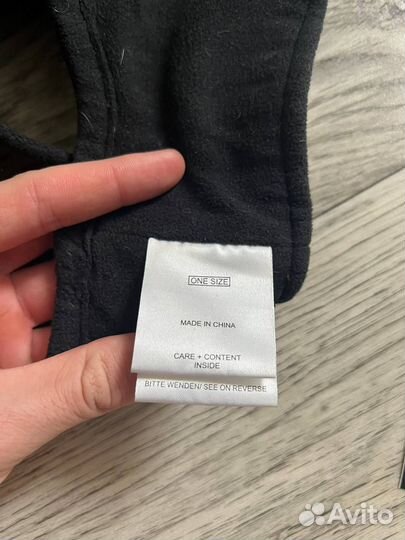 ONE SIZE
MADE IN CHINA
CARE + CONTENT
INSIDE
BITTE WENDEN/ SEE ON REVERSE
Avito